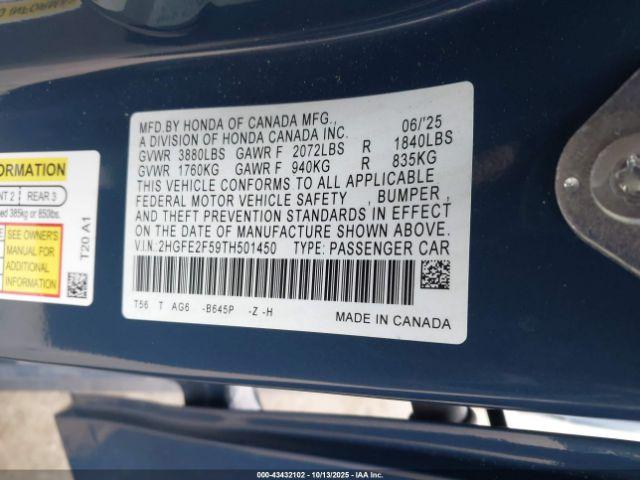 MFD.BY HONDA OF CANADA MFG., 06/'25
A DIVISION OF HONDA CANADA INC.
GVWR 3880LBS GAWR F 2072LBS R 1840LBS
GVWR 1760KG GAWR F 940KG R 835KG
THIS VEHICLE CONFORMS TO ALL APPLICABLE
FEDERAL MOTOR VEHICLE SAFETY , BUMPER ,
AND THEFT PREVENTION STANDARDS IN EFFECT
ON THE DATE OF MANUFACTURE SHOWN ABOVE.
V.I.N.: 2HGFE2F59TH501450 TYPE: PASSENGER CAR
T56 T AG6 -B645P -Z -H
MADE IN CANADA
REAR 3
385kg or 850lbs.
SEE OWNER'S
MANUAL FOR
ADDITIONAL
INFORMATION
T20 A1
00-43432102 | 10/13/2025 | IAA Inc.